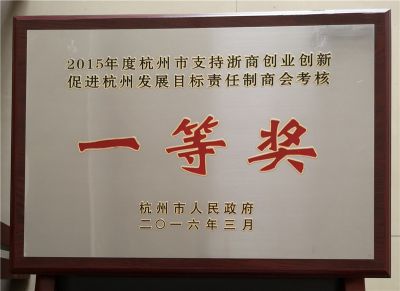 2015年度杭州市支持浙商创业创新
促进杭州发展目标责任制商会考核
一等奖
杭州市人民政府
二〇一六年三月